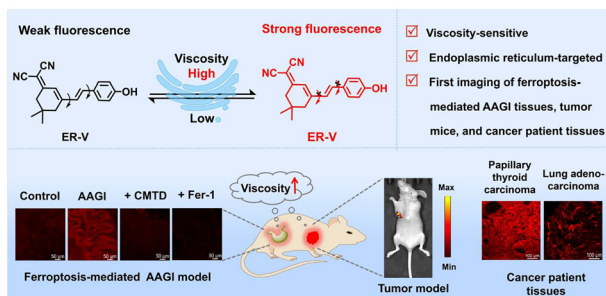 Weak fluorescence
Strong fluorescence
CN
CN
OH
ER-V
Viscosity
High
Low
CN
CN
OH
ER-V
Viscosity-sensitive
Endoplasmic reticulum-targeted
First imaging of ferroptosis-
mediated AAGI tissues, tumor
mice, and cancer patient
tissues
Control
AAGI
+ CMTD
+ Fer-1
50 μm
50 μm
50 μm
50 μm
Ferroptosis-mediated AAGI model
Viscosity
Max
Min
Tumor model
Papillary
thyroid
carcinoma
Lung adeno-
carcinoma
100 μm
100 μm
Cancer patient
tissues